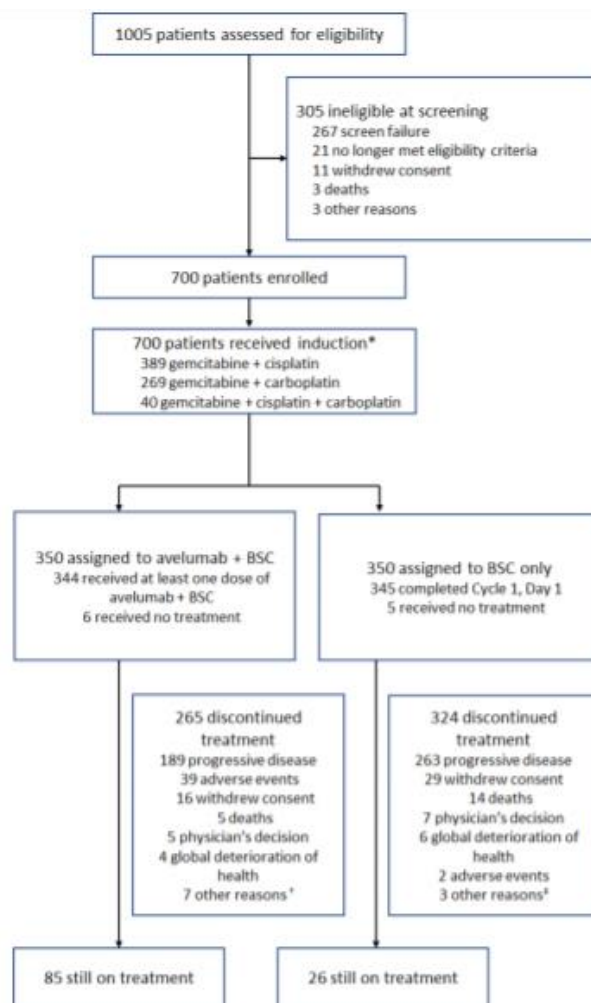 1005 patients assessed for eligibility
305 ineligible at screening
267 screen failure
21 no longer met eligibility criteria
11 withdrew consent
3 deaths
3 other reasons
700 patients enrolled
700 patients received induction*
389 gemcitabine + cisplatin
269 gemcitabine + carboplatin
40 gemcitabine + cisplatin + carboplatin
350 assigned to avelumab + BSC
344 received at least one dose of
avelumab + BSC
6 received no treatment
350 assigned to BSC only
345 completed Cycle 1, Day 1
5 received no treatment
265 discontinued
treatment
189 progressive disease
39 adverse events
16 withdrew consent
5 deaths
5 physician's decision
4 global deterioration of
health
7 other reasons†
324 discontinued
treatment
263 progressive disease
29 withdrew consent
14 deaths
7 physician's decision
6 global deterioration of
health
2 adverse events
3 other reasons‡
85 still on treatment
26 still on treatment